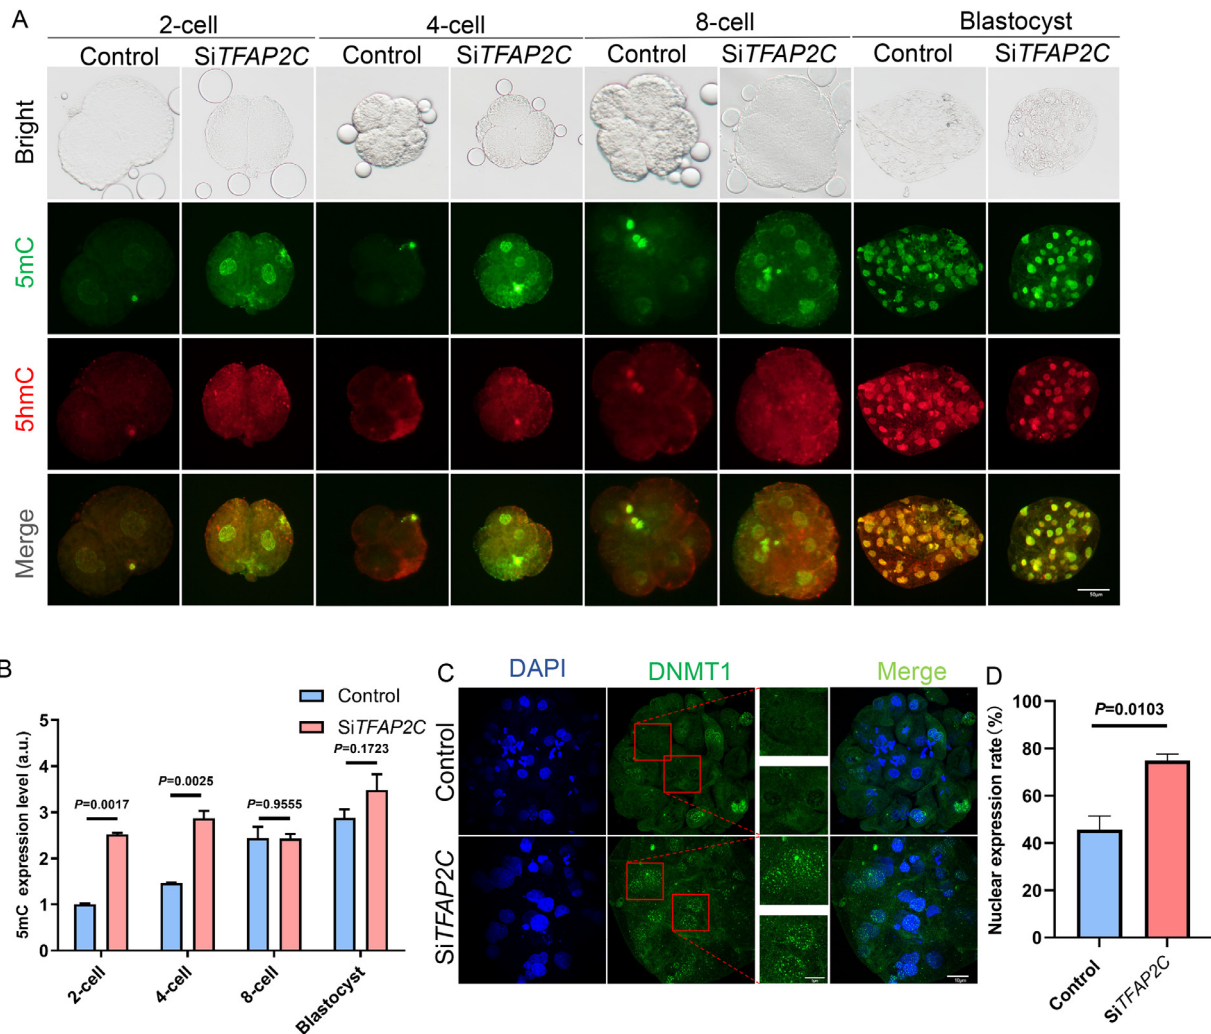 A
2-cell 4-cell 8-cell Blastocyst
Control SiTFAP2C Control SiTFAP2C Control SiTFAP2C Control SiTFAP2C
Bright
5mC
5hmC
Merge
50μm
B
Control
SiTFAP2C
5mC expression level (a.u.)
5
4
3
2
1
0
P=0.0017
P=0.0025
P=0.9555
P=0.1723
2-cell
4-cell
8-cell
Blastocyst
C
DAPI DNMT1 Merge
Control
SiTFAP2C
D
Nuclear expression rate (%)
100
80
60
40
20
0
P=0.0103
Control
SiTFAP2C